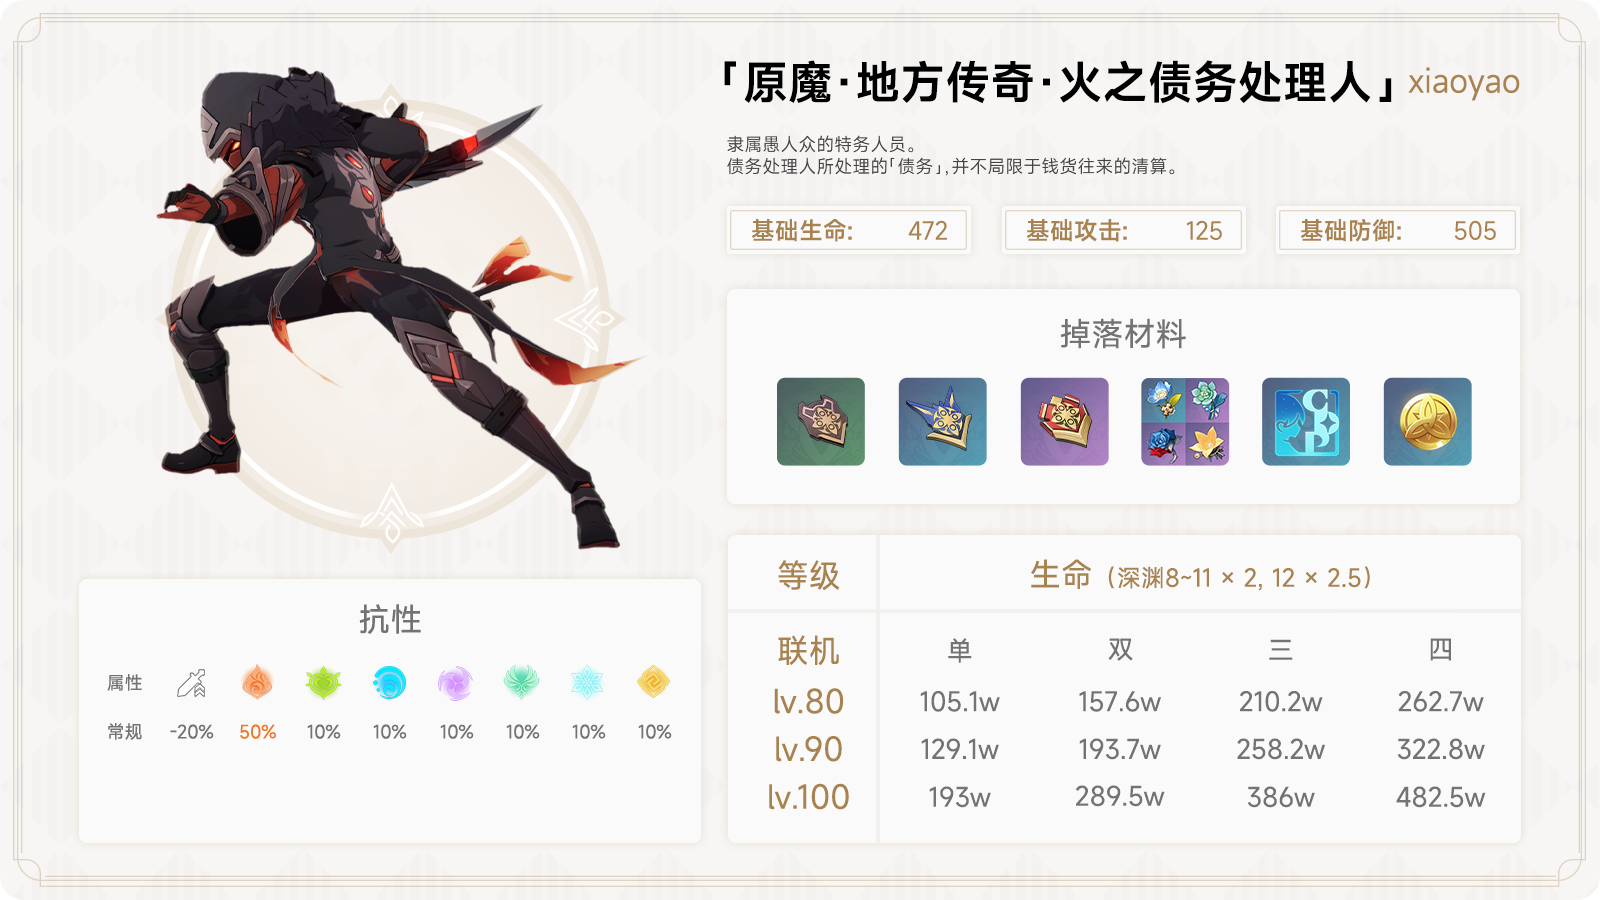 「原魔·地方传奇·火之债务处理人」xiaoyao
隶属愚人众的特务人员。
债务处理人所处理的「债务」,并不局限于钱货往来的清算。
基础生命: 472
基础攻击: 125
基础防御: 505
掉落材料
等级 生命 (深渊8~11 × 2, 12 × 2.5)
联机 单 双 三 四
lv.80 105.1w 157.6w 210.2w 262.7w
lv.90 129.1w 193.7w 258.2w 322.8w
lv.100 193w 289.5w 386w 482.5w
抗性
属性
常规 -20% 50% 10% 10% 10% 10% 10% 10%